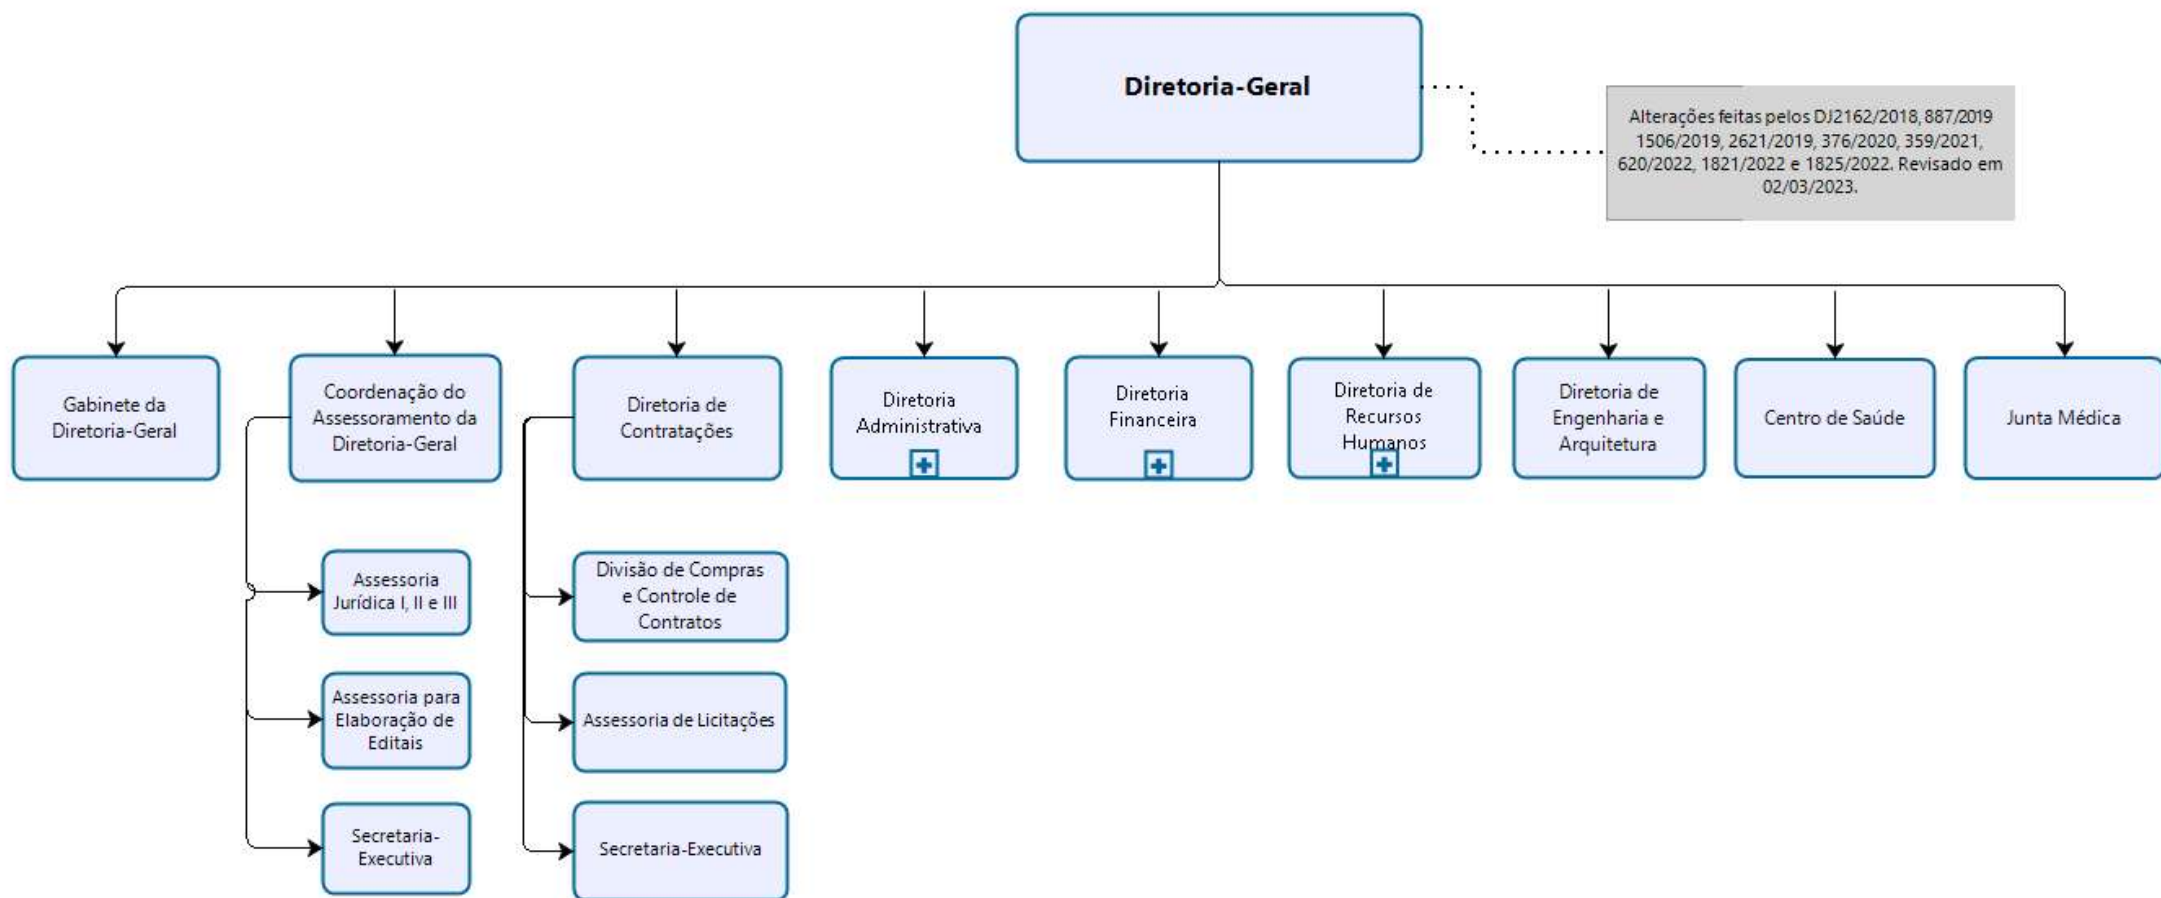 Diretoria-Geral
Alterações feitas pelos DJ2162/2018, 887/2019
1506/2019, 2621/2019, 376/2020, 359/2021,
620/2022, 1821/2022 e 1825/2022. Revisado em
02/03/2023.
Gabinete da
Diretoria-Geral
Coordenação do
Assessoramento da
Diretoria-Geral
Diretoria de
Contratações
Diretoria
Administrativa
Diretoria
Financeira
Diretoria de
Recursos
Humanos
Diretoria de
Engenharia e
Arquitetura
Centro de Saúde
Junta Médica
Assessoria
Jurídica I, II e III
Assessoria para
Elaboração de
Editais
Secretaria-
Executiva
Divisão de Compras
e Controle de
Contratos
Assessoria de Licitações
Secretaria-Executiva